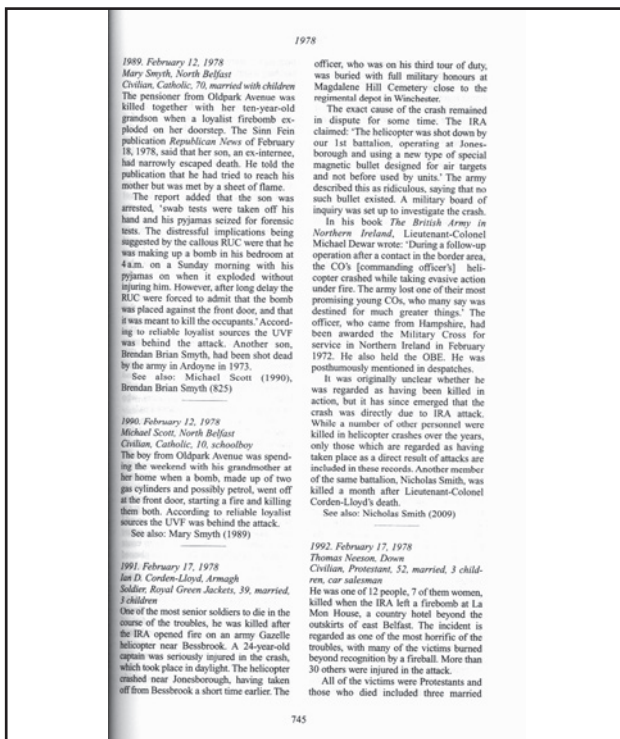 1978
1989. February 12, 1978
Mary Smyth, North Belfast
Civilian, Catholic, 70, married with children
The pensioner from Oldpark Avenue was
killed together with her ten-year-old
grandson when a loyalist firebomb ex-
ploded on her doorstep. The Sinn Fein
publication Republican News of February
18, 1978, said that her son, an ex-internee,
had narrowly escaped death. He told the
publication that he had tried to reach his
mother but was met by a sheet of flame.
The report added that the son was
arrested, 'swab tests were taken off his
hand and his pyjamas seized for forensic
tests. The distressful implications being
suggested by the callous RUC were that he
was making up a bomb in his bedroom at
4 a.m. on a Sunday morning with his
pyjamas on when it exploded without
injuring him. However, after long delay the
RUC were forced to admit that the bomb
was placed against the front door, and that
it was meant to kill the occupants.' Accord-
ing to reliable loyalist sources the UVF
was behind the attack. Another son,
Brendan Brian Smyth, had been shot dead
by the army in Ardoyne in 1973.
See also: Michael Scott (1990),
Brendan Brian Smyth (825)
1990. February 12, 1978
Michael Scott, North Belfast
Civilian, Catholic, 10, schoolboy
The boy from Oldpark Avenue was spend-
ing the weekend with his grandmother at
her home when a bomb, made up of two
gas cylinders and possibly petrol, went off
at the front door, starting a fire and killing
them both. According to reliable loyalist
sources the UVF was behind the attack.
See also: Mary Smyth (1989)
1991. February 17, 1978
Ian D. Corden-Lloyd, Armagh
Soldier, Royal Green Jackets, 39, married,
3 children
One of the most senior soldiers to die in the
course of the troubles, he was killed after
the IRA opened fire on an army Gazelle
helicopter near Bessbrook. A 24-year-old
captain was seriously injured in the crash,
which took place in daylight. The helicopter
crashed near Jonesborough, having taken
off from Bessbrook a short time earlier. The
officer, who was on his third tour of duty,
was buried with full military honours at
Magdalene Hill Cemetery close to the
regimental depot in Winchester.
The exact cause of the crash remained
in dispute for some time. The IRA
claimed: 'The helicopter was shot down by
our 1st battalion, operating at Jones-
borough and using a new type of special
magnetic bullet designed for air targets
and not before used by units.' The army
described this as ridiculous, saying that no
such bullet existed. A military board of
inquiry was set up to investigate the crash.
In his book The British Army in
Northern Ireland, Lieutenant-Colonel
Michael Dewar wrote: 'During a follow-up
operation after a contact in the border area,
the CO's [commanding officer's] heli-
copter crashed while taking evasive action
under fire. The army lost one of their most
promising young COs, who many say was
destined for much greater things.' The
officer, who came from Hampshire, had
been awarded the Military Cross for
service in Northern Ireland in February
1972. He also held the OBE. He was
posthumously mentioned in despatches.
It was originally unclear whether he
was regarded as having been killed in
action, but it has since emerged that the
crash was directly due to IRA attack.
While a number of other personnel were
killed in helicopter crashes over the years,
only those which are regarded as having
taken place as a direct result of attacks are
included in these records. Another member
of the same battalion, Nicholas Smith, was
killed a month after Lieutenant-Colonel
Corden-Lloyd's death.
See also: Nicholas Smith (2009)
1992. February 17, 1978
Thomas Neeson, Down
Civilian, Protestant, 52, married, 3 child-
ren, car salesman
He was one of 12 people, 7 of them women,
killed when the IRA left a firebomb at La
Mon House, a country hotel beyond the
outskirts of east Belfast. The incident is
regarded as one of the most horrific of the
troubles, with many of the victims burned
beyond recognition by a fireball. More than
30 others were injured in the attack.
All of the victims were Protestants and
those who died included three married
745